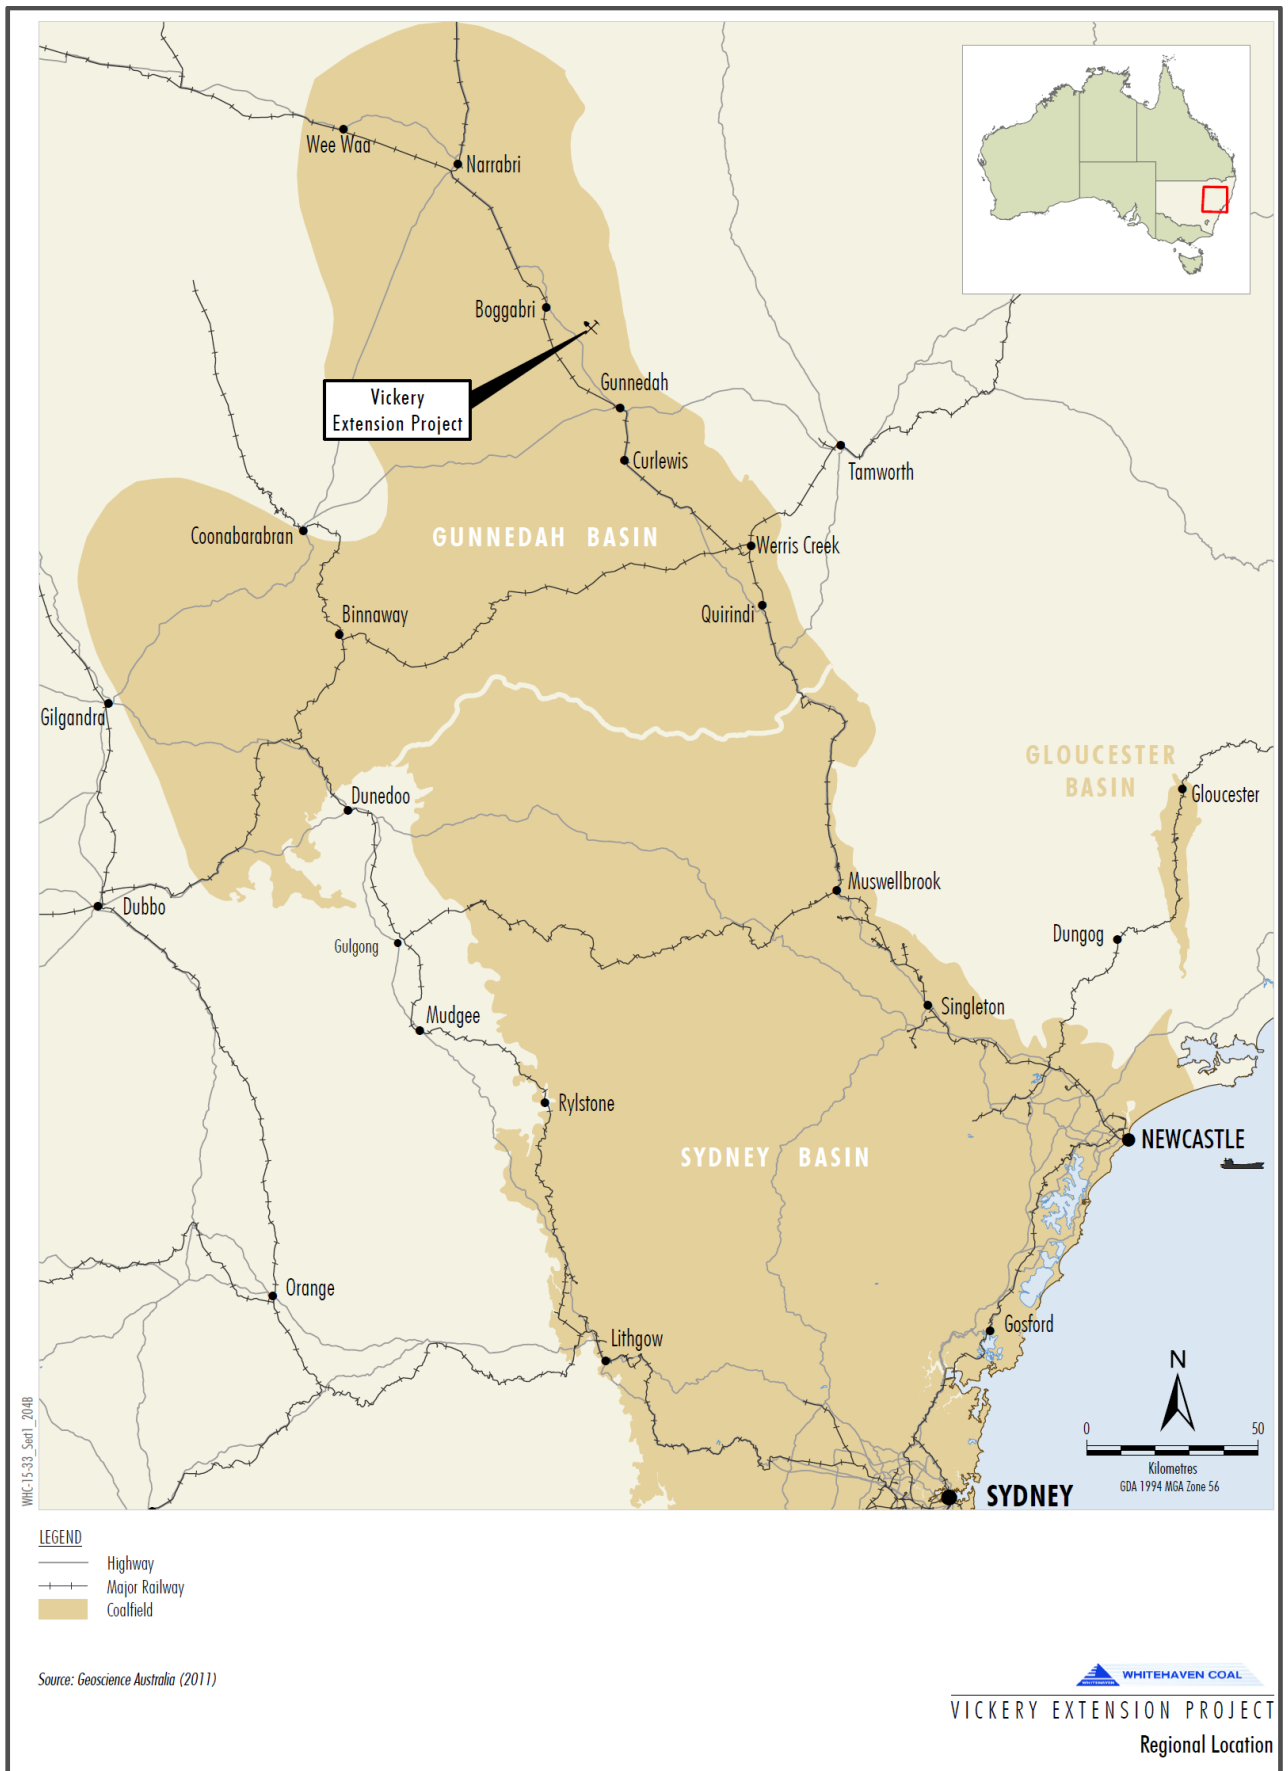 Wee Waa
Narrabri
Boggabri
Vickery
Extension Project
Gunnedah
Curlewis
Tamworth
Coonabarabran
GUNNEDAH BASIN
Werris Creek
Binnaway
Quirindi
Gilgandra
GLOUCESTER
BASIN
Gloucester
Dunedoo
Muswellbrook
Dubbo
Gulgong
Dungog
Singleton
Mudgee
Rylstone
NEWCASTLE
SYDNEY BASIN
Orange
Gosford
Lithgow
N
0 50
Kilometres
GDA 1994 MGA Zone 56
SYDNEY
WHC-15-33_Sect1_204B
LEGEND
Highway
Major Railway
Coalfield
Source: Geoscience Australia (2011)
WHITEHAVEN
WHITEHAVEN COAL
VICKERY EXTENSION PROJECT
Regional Location